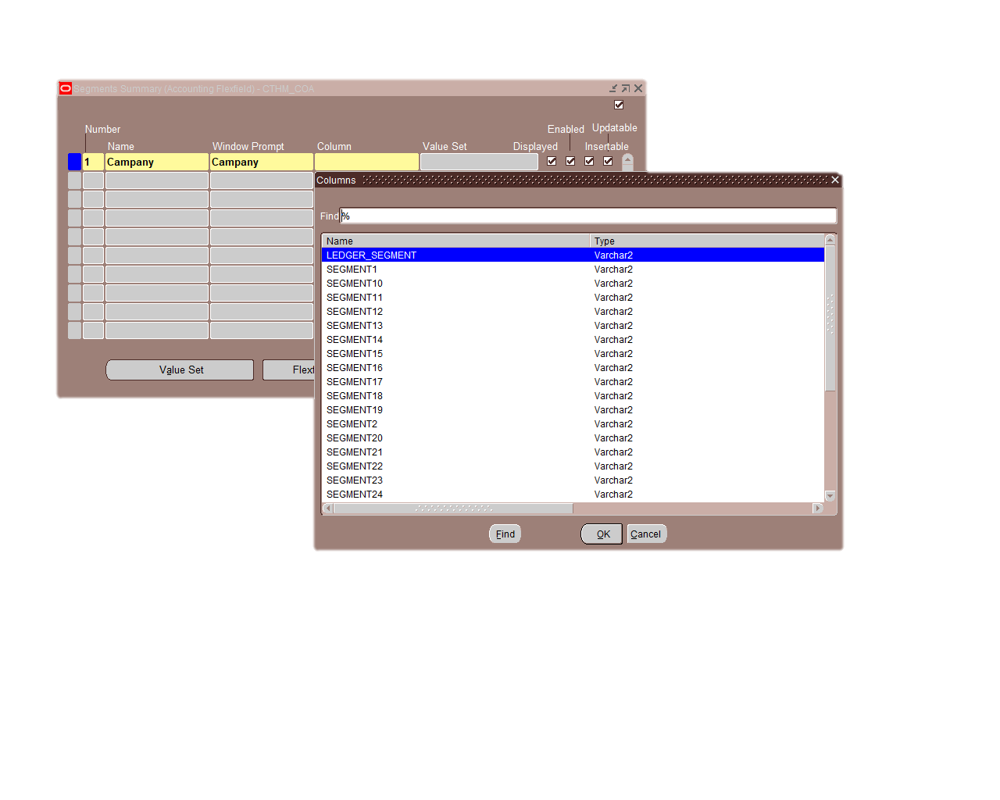 Segments Summary (Accounting Flexfield) - CTHM_COA
Number
Enabled
Updatable
Name
Window Prompt
Column
Value Set
Displayed
Insertable
1
Campany
Campany
Value Set
Flexf
Columns
Find
%
Name
Type
LEDGER_SEGMENT Varchar2
SEGMENT1 Varchar2
SEGMENT10 Varchar2
SEGMENT11 Varchar2
SEGMENT12 Varchar2
SEGMENT13 Varchar2
SEGMENT14 Varchar2
SEGMENT15 Varchar2
SEGMENT16 Varchar2
SEGMENT17 Varchar2
SEGMENT18 Varchar2
SEGMENT19 Varchar2
SEGMENT2 Varchar2
SEGMENT20 Varchar2
SEGMENT21 Varchar2
SEGMENT22 Varchar2
SEGMENT23 Varchar2
SEGMENT24 Varchar2
Find
OK
Cancel